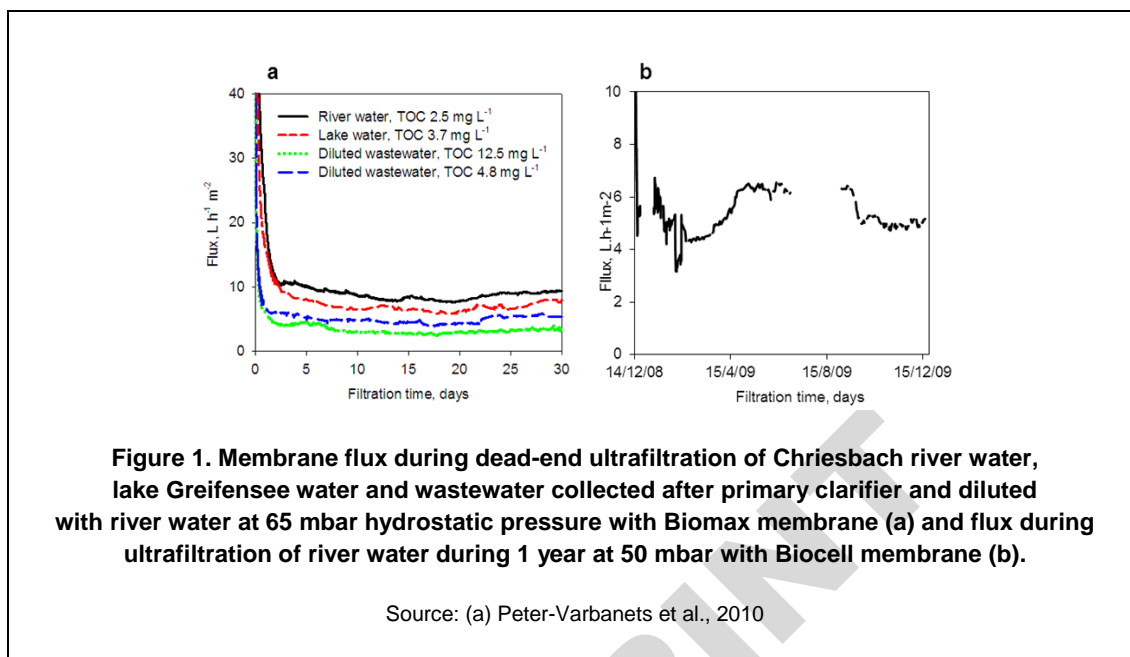 a
40
30
20
10
0
Flux, L h⁻¹ m⁻²
River water, TOC 2.5 mg L⁻¹
Lake water, TOC 3.7 mg L⁻¹
Diluted wastewater, TOC 12.5 mg L⁻¹
Diluted wastewater, TOC 4.8 mg L⁻¹
0 5 10 15 20 25 30
Filtration time, days
b
10
8
6
4
2
0
Fllux, L.h-1m-2
14/12/08 15/4/09 15/8/09 15/12/09
Filtration time, days
Figure 1. Membrane flux during dead-end ultrafiltration of Chriesbach river water,
lake Greifensee water and wastewater collected after primary clarifier and diluted
with river water at 65 mbar hydrostatic pressure with Biomax membrane (a) and flux during
ultrafiltration of river water during 1 year at 50 mbar with Biocell membrane (b).
Source: (a) Peter-Varbanets et al., 2010